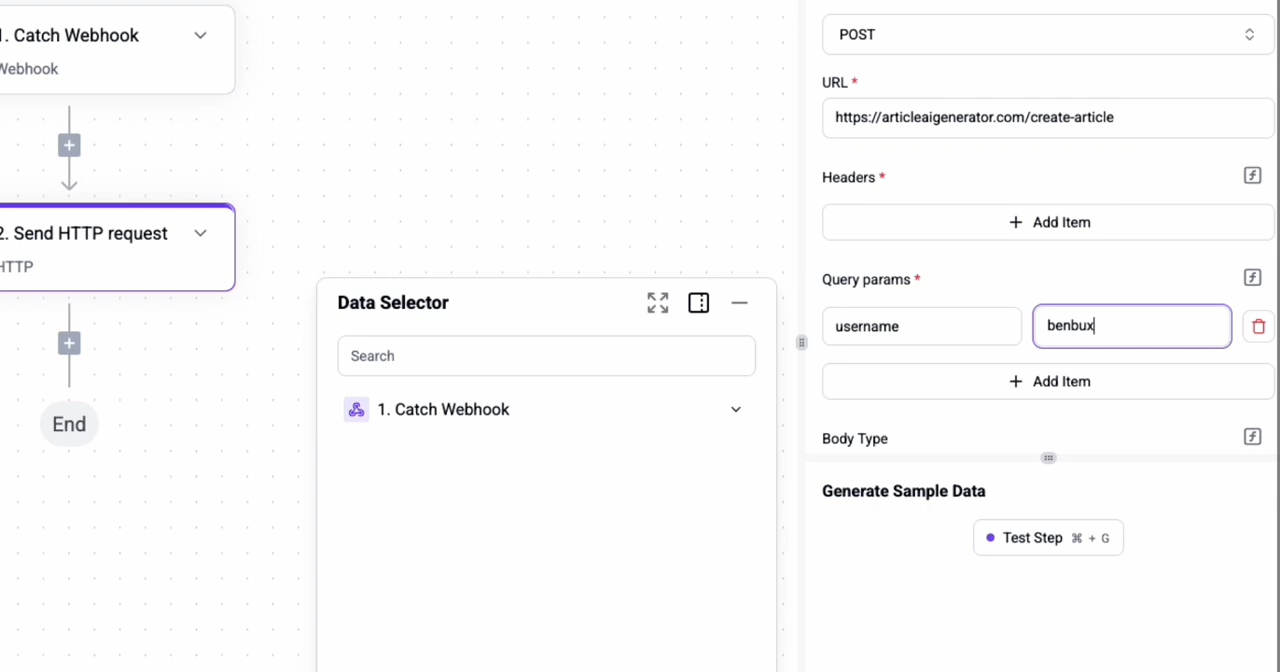 1. Catch Webhook
Webhook
2. Send HTTP request
HTTP
End
Data Selector
Search
1. Catch Webhook
POST
URL *
https://articleaigenerator.com/create-article
Headers *
+ Add Item
Query params *
username
benbux
+ Add Item
Body Type
Generate Sample Data
Test Step ⌘ + G